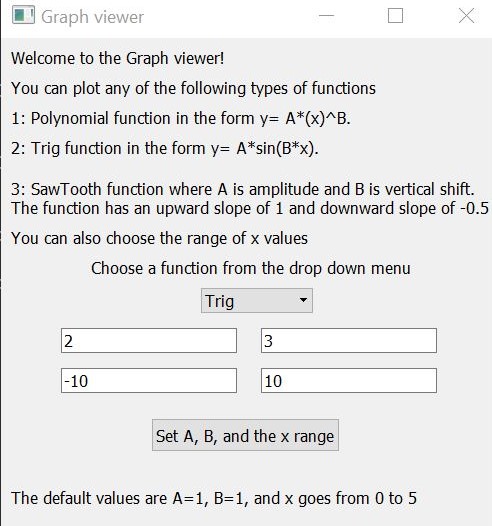 Graph viewer
Welcome to the Graph viewer!
You can plot any of the following types of functions
1: Polynomial function in the form y= A*(x)^B.
2: Trig function in the form y= A*sin(B*x).
3: SawTooth function where A is amplitude and B is vertical shift.
The function has an upward slope of 1 and downward slope of -0.5
You can also choose the range of x values
Choose a function from the drop down menu
Trig
2 3
-10 10
Set A, B, and the x range
The default values are A=1, B=1, and x goes from 0 to 5